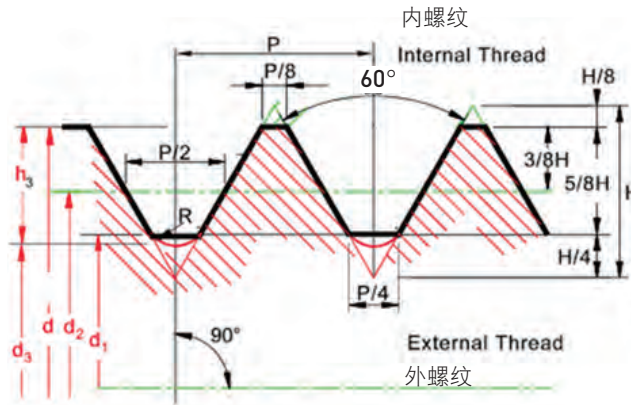 内螺纹
P
Internal Thread
P/8
60°
H/8
P/2
3/8H
h3
5/8H
H
R
H/4
P/4
d
d2
d1
d3
90°
External Thread
外螺纹